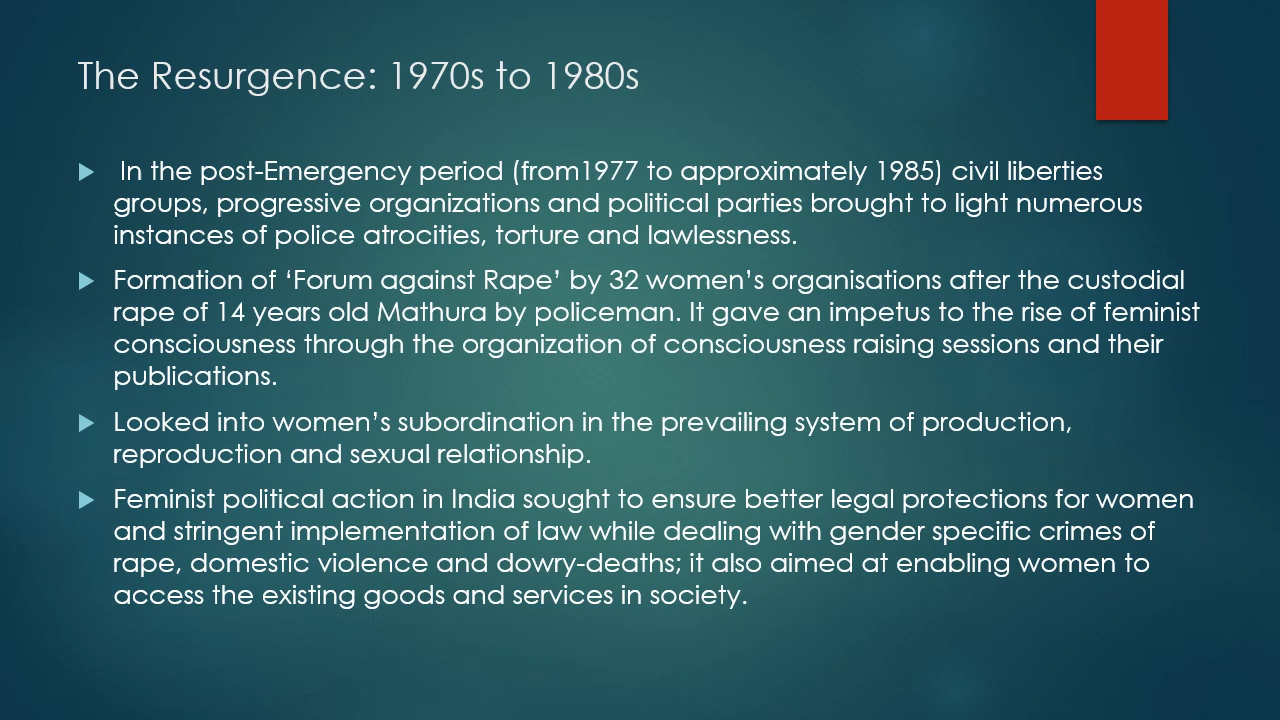 The Resurgence: 1970s to 1980s
In the post-Emergency period (from1977 to approximately 1985) civil liberties
groups, progressive organizations and political parties brought to light numerous
instances of police atrocities, torture and lawlessness.
Formation of ‘Forum against Rape’ by 32 women’s organisations after the custodial
rape of 14 years old Mathura by policeman. It gave an impetus to the rise of feminist
consciousness through the organization of consciousness raising sessions and their
publications.
Looked into women’s subordination in the prevailing system of production,
reproduction and sexual relationship.
Feminist political action in India sought to ensure better legal protections for women
and stringent implementation of law while dealing with gender specific crimes of
rape, domestic violence and dowry-deaths; it also aimed at enabling women to
access the existing goods and services in society.